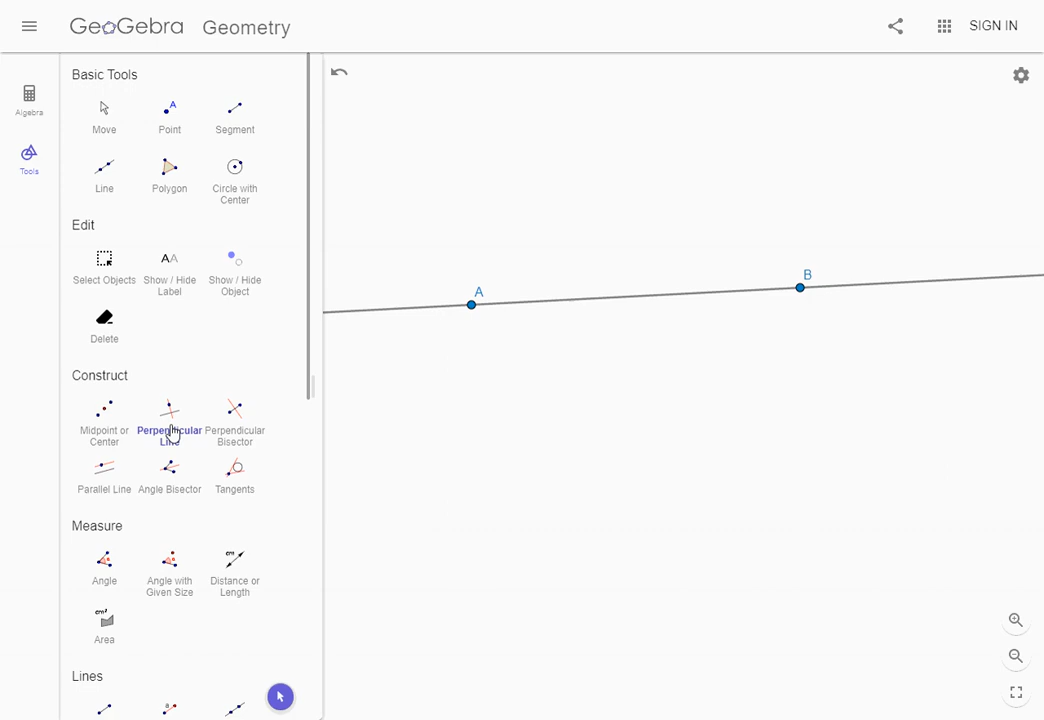 GeoGebra Geometry SIGN IN
Algebra
Tools
Basic Tools
Move Point Segment
Line Polygon Circle with
Center
Edit
Select Objects Show / Hide Show / Hide
Label Object
Delete
Construct
Midpoint or Perpendicular Perpendicular
Center Line Bisector
Parallel Line Angle Bisector Tangents
Measure
Angle Angle with Distance or
Given Size Length
cm²
Area
Lines
A
B